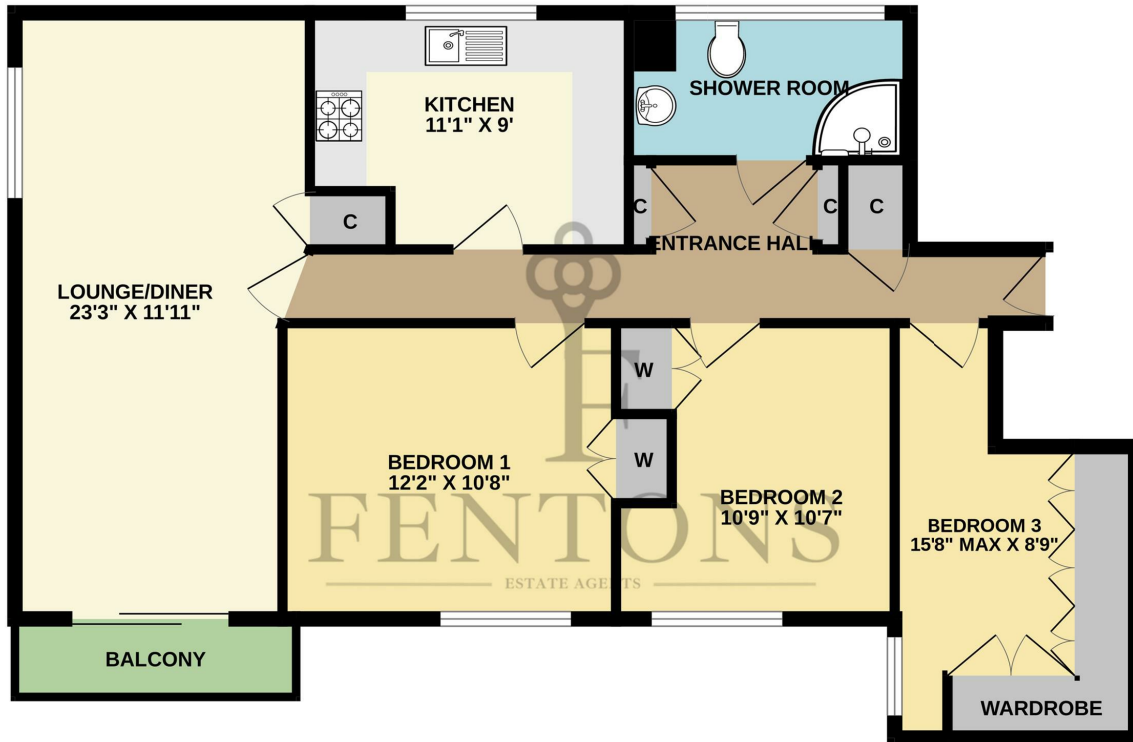 KITCHEN
11'1" X 9'
SHOWER ROOM
C
C
C
C
ENTRANCE HALL
LOUNGE/DINER
23'3" X 11'11"
W
W
BEDROOM 1
12'2" X 10'8"
BEDROOM 2
10'9" X 10'7"
BEDROOM 3
15'8" MAX X 8'9"
F
FENTONS
ESTATE AGENTS
BALCONY
WARDROBE